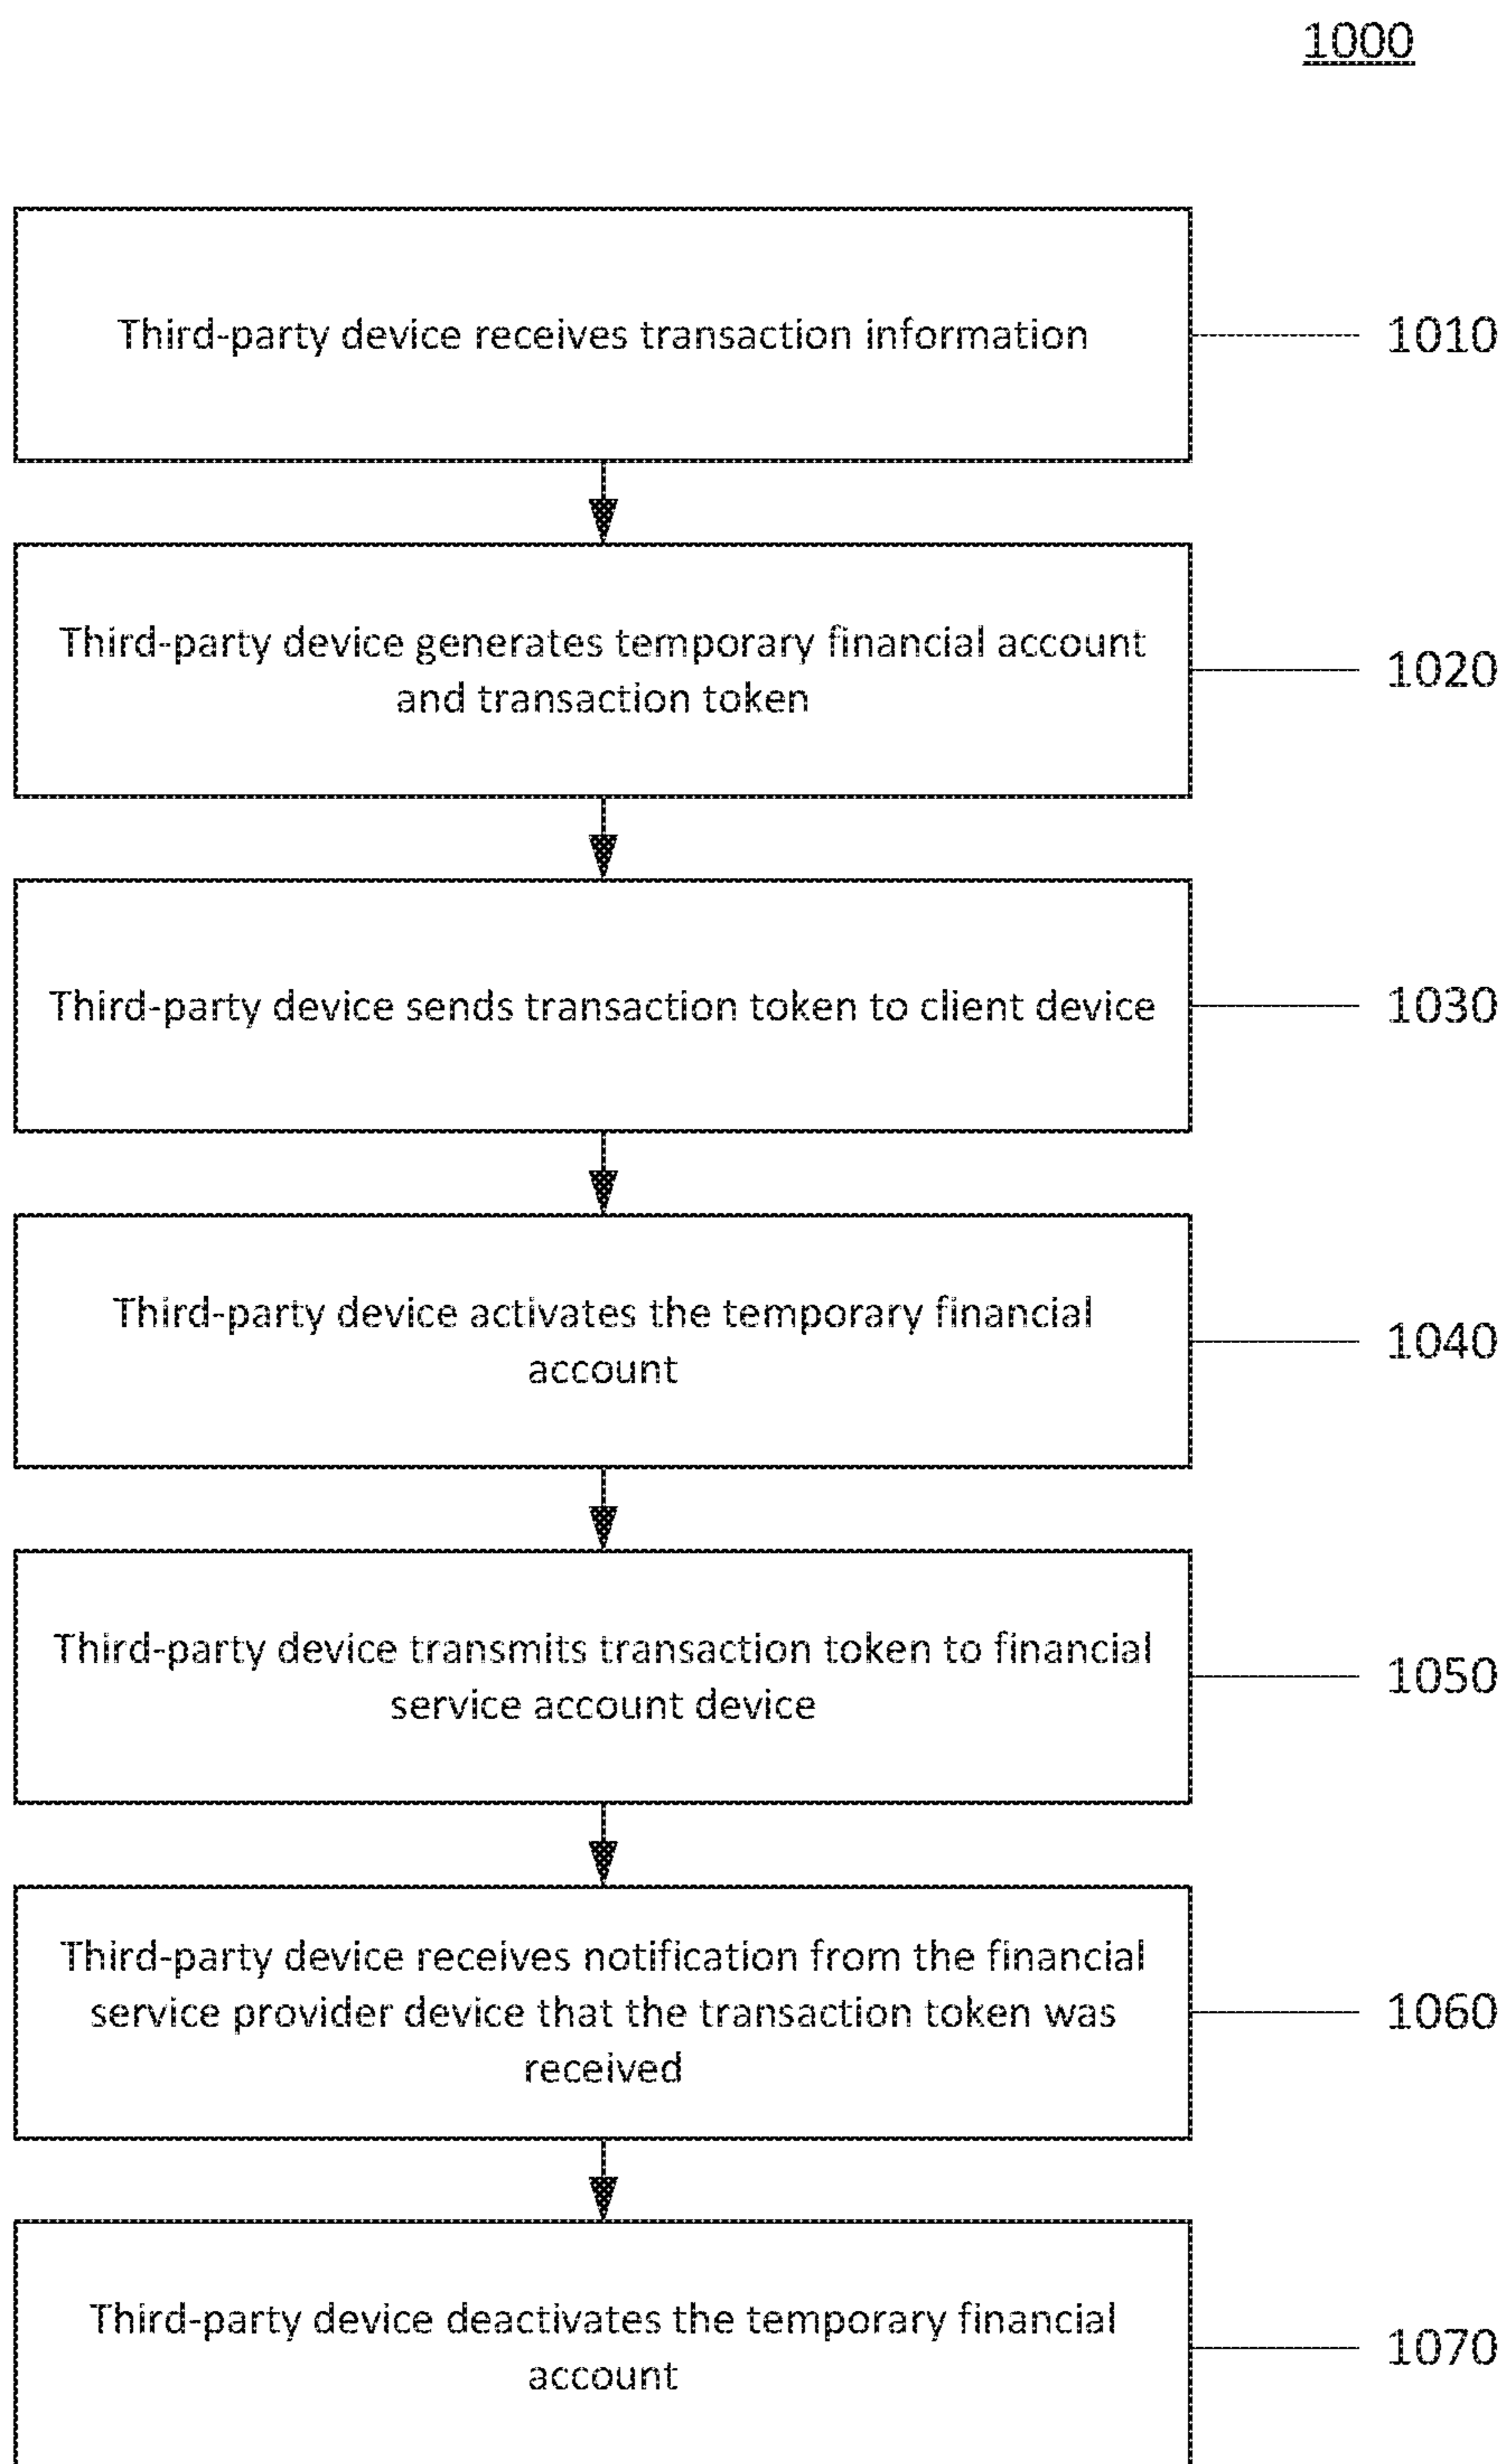 1000
Third-party device receives transaction information
1010
Third-party device generates temporary financial account
and transaction token
1020
Third-party device sends transaction token to client device
1030
Third-party device activates the temporary financial
account
1040
Third-party device transmits transaction token to financial
service account device
1050
Third-party device receives notification from the financial
service provider device that the transaction token was
received
1060
Third-party device deactivates the temporary financial
account
1070